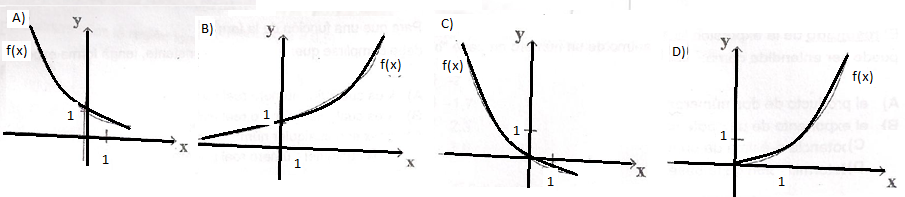 A)
y
f(x)
1
x
1
B)
y
f(x)
1
x
1
C)
y
f(x)
1
x
1
D)
y
f(x)
1
1
x